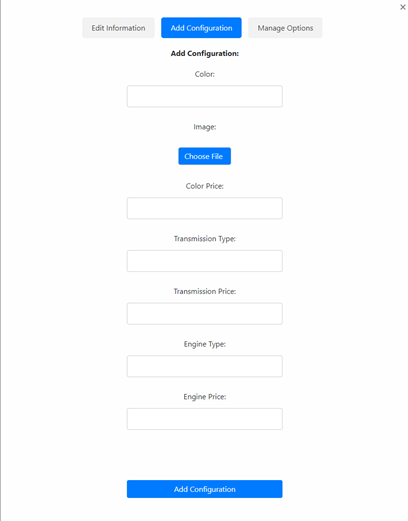 Edit Information Add Configuration Manage Options
Add Configuration:
Color:
Image:
Choose File
Color Price:
Transmission Type:
Transmission Price:
Engine Type:
Engine Price:
Add Configuration